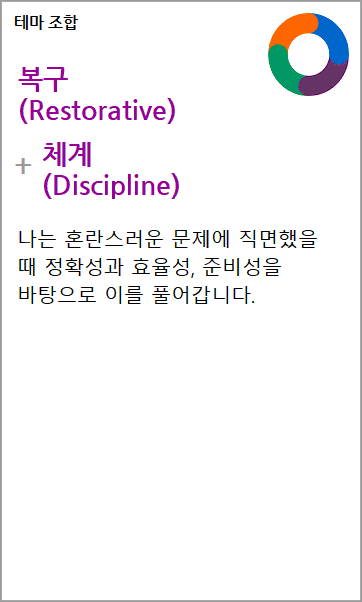 테마 조합
복구
(Restorative)
+ 체계
(Discipline)
나는 혼란스러운 문제에 직면했을
때 정확성과 효율성, 준비성을
바탕으로 이를 풀어갑니다.